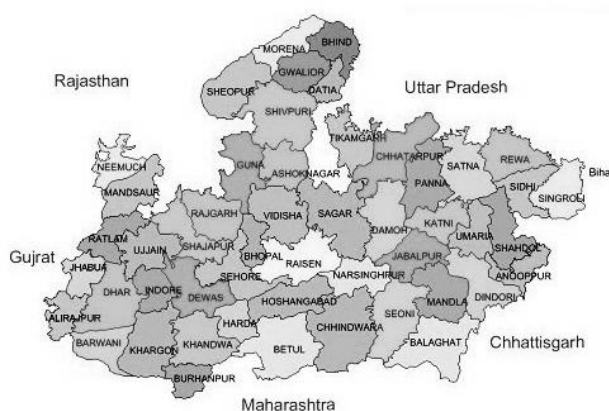 MORENA
BHIND
GWALIOR
Rajasthan
SHEOPUR
DATIA
Uttar Pradesh
SHIVPURI
TIKAMGARH
CHHATARPUR
NEEMUCH
GUNA
ASHOKNAGAR
PANNA
SATNA
REWA
Biha
MANDSAUR
SIDHI
SINGROLI
RAJGARH
VIDISHA
SAGAR
DAMOH
KATNI
RATLAM
UJJAIN
SHAJAPUR
UMARIA
SHAHDOL
Gujrat
BHOPAL
RAISEN
JABALPUR
JHABUA
SEHORE
NARSINGHPUR
ANOOPPUR
DHAR
INDORE
DEWAS
HOSHANGABAD
MANDLA
DINDORI
ALIRAJPUR
HARDA
CHHINDWARA
SEONI
BARWANI
KHARGON
KHANDWA
BETUL
BALAGHAT
Chhattisgarh
BURHANPUR
Maharashtra